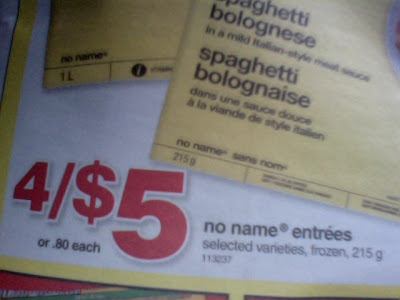 spaghetti
bolognese
in a mild Italian-style meat sauce
spaghetti
bolognaise
dans une sauce douce
à la viande de style italien
no name®
1 L
no name® sans nom®
215 g
4/$5
or .80 each
no name® entrées
selected varieties, frozen, 215 g
113237